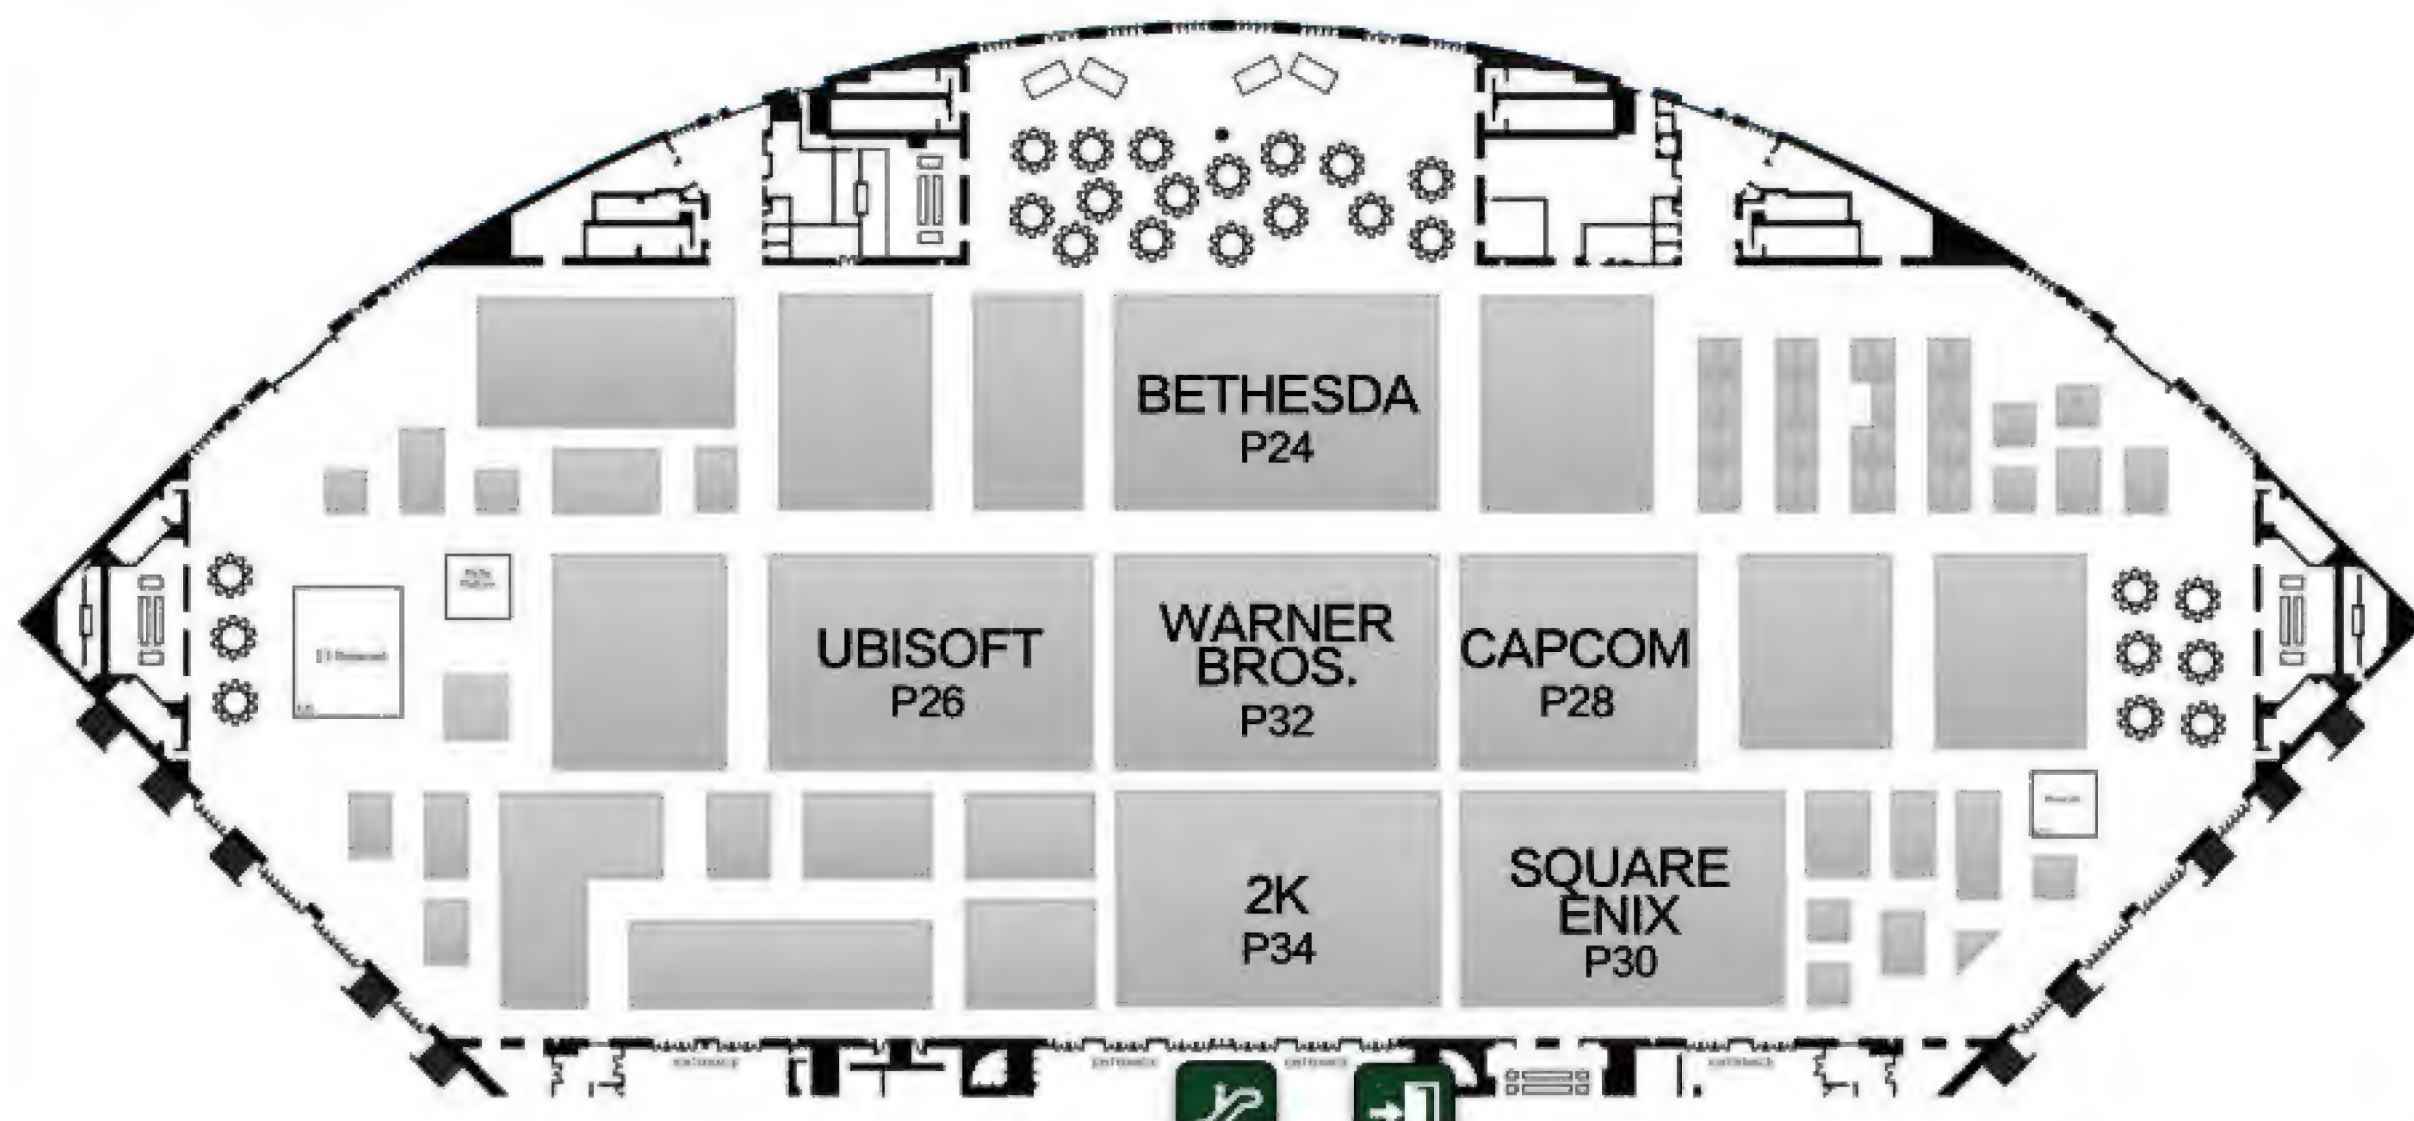 BETHESDA
P24
UBISOFT
P26
WARNER
BROS.
P32
CAPCOM
P28
2K
P34
SQUARE
ENIX
P30